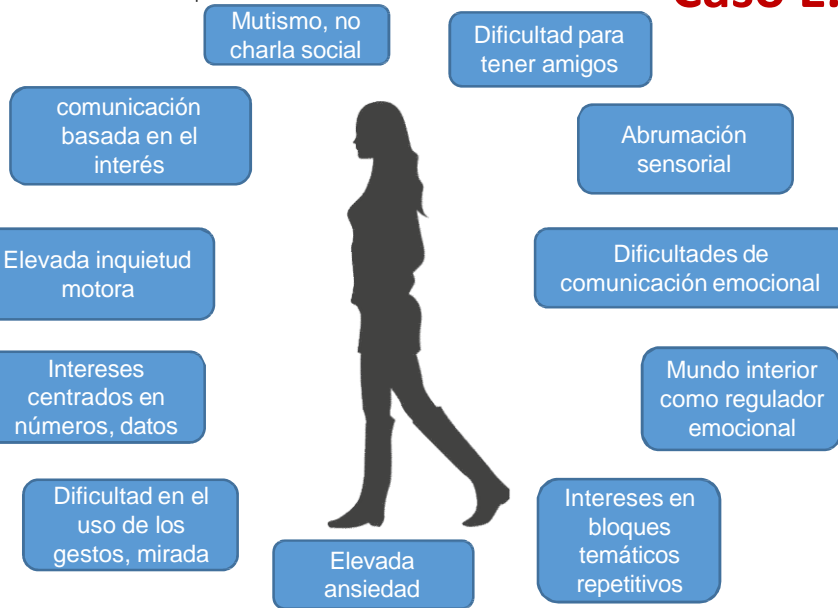 Caso E.
Mutismo, no
charla social
Dificultad para
tener amigos
comunicación
basada en el
interés
Abrumación
sensorial
Elevada inquietud
motora
Dificultades de
comunicación emocional
Intereses
centrados en
números, datos
Mundo interior
como regulador
emocional
Dificultad en el
uso de los
gestos, mirada
Elevada
ansiedad
Intereses en
bloques
temáticos
repetitivos